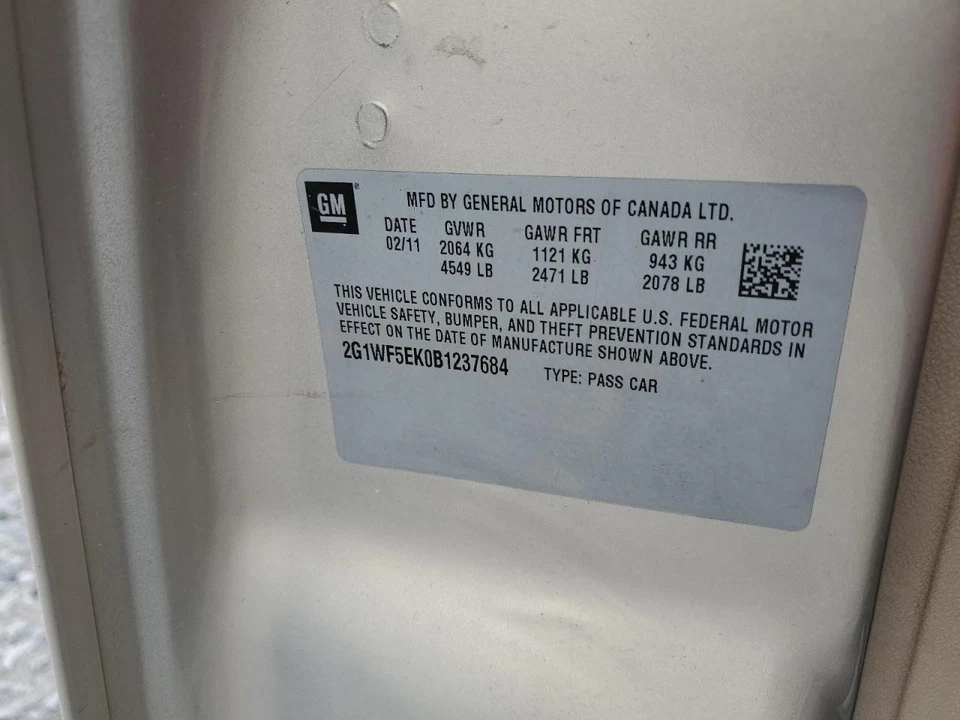 GM
MFD BY GENERAL MOTORS OF CANADA LTD.
DATE GVWR GAWR FRT GAWR RR
02/11 2064 KG 1121 KG 943 KG
4549 LB 2471 LB 2078 LB
THIS VEHICLE CONFORMS TO ALL APPLICABLE U.S. FEDERAL MOTOR
VEHICLE SAFETY, BUMPER, AND THEFT PREVENTION STANDARDS IN
EFFECT ON THE DATE OF MANUFACTURE SHOWN ABOVE.
2G1WF5EK0B1237684 TYPE: PASS CAR